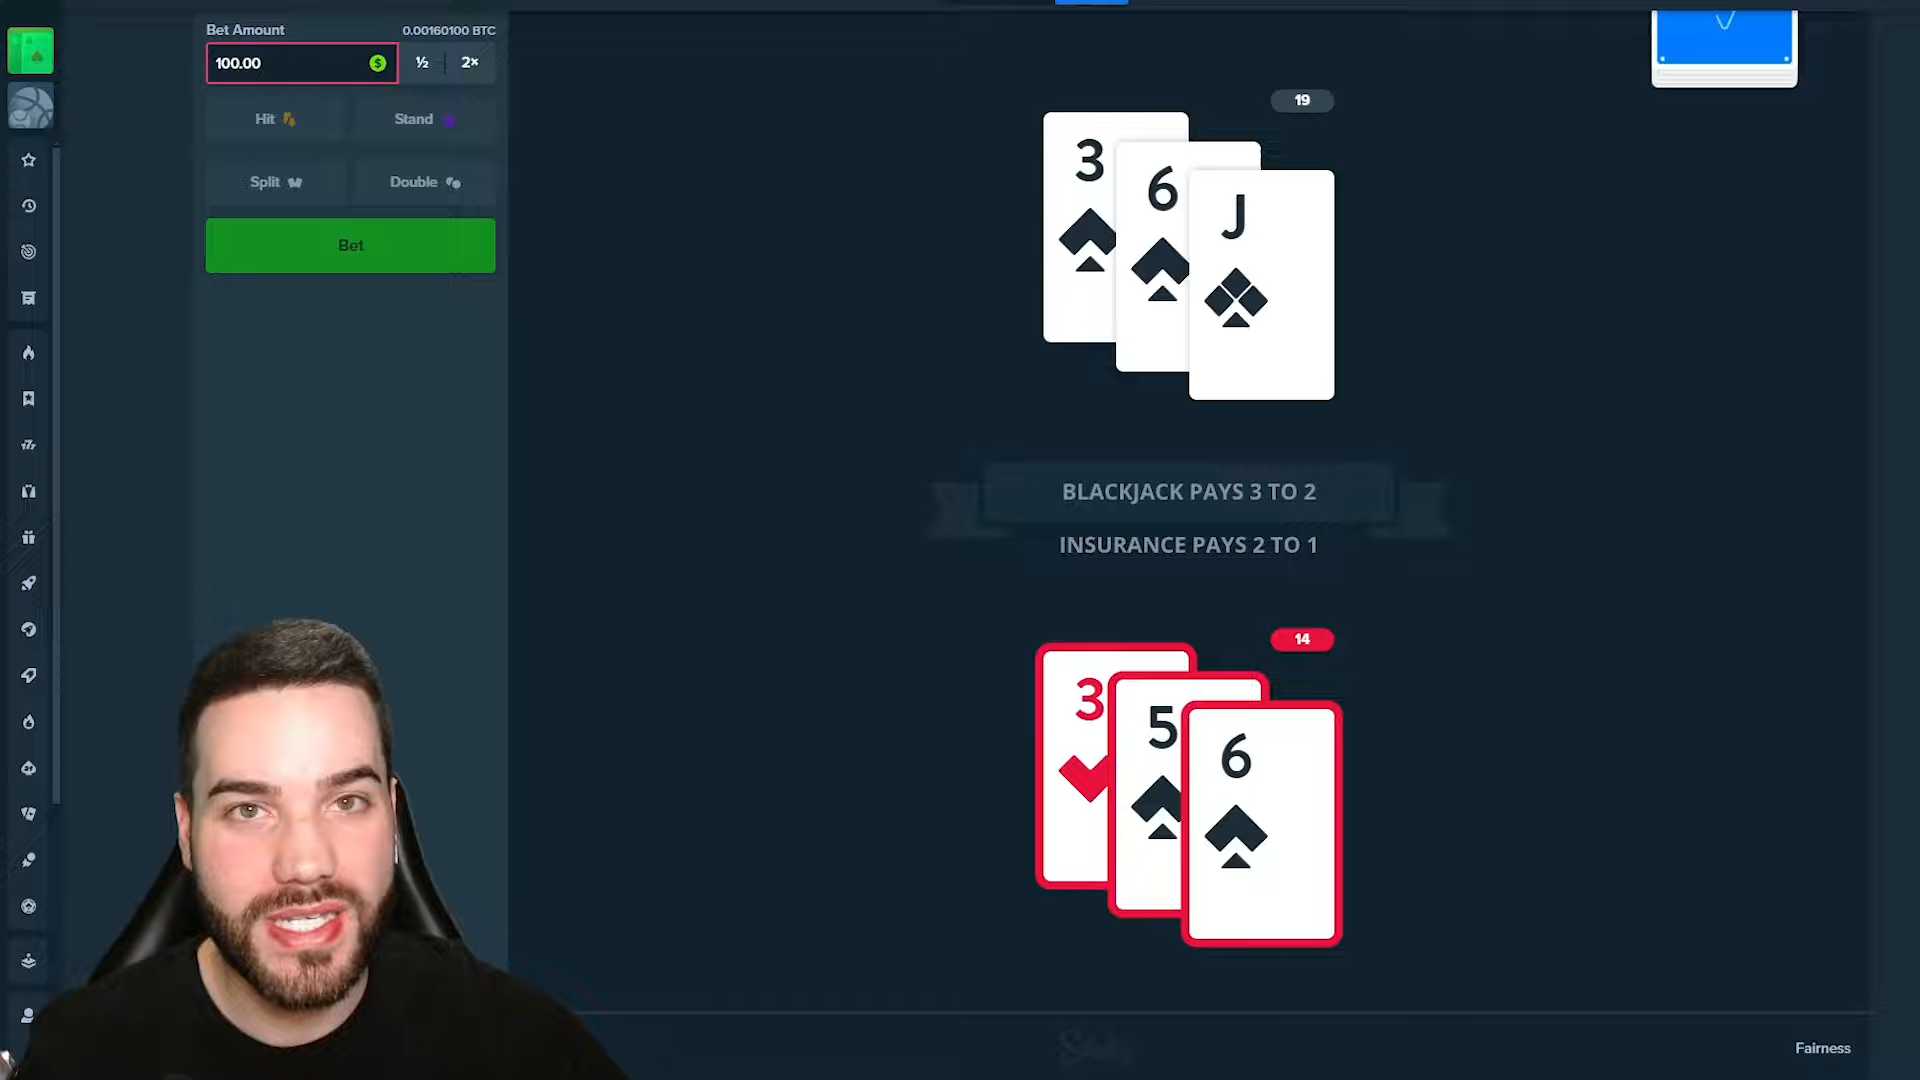 Bet Amount 0.00160100 BTC
100.00 $ ½ 2×
Hit Stand
Split Double
Bet
19
3
6
J
BLACKJACK PAYS 3 TO 2
INSURANCE PAYS 2 TO 1
14
3
5
6
Stake
Fairness